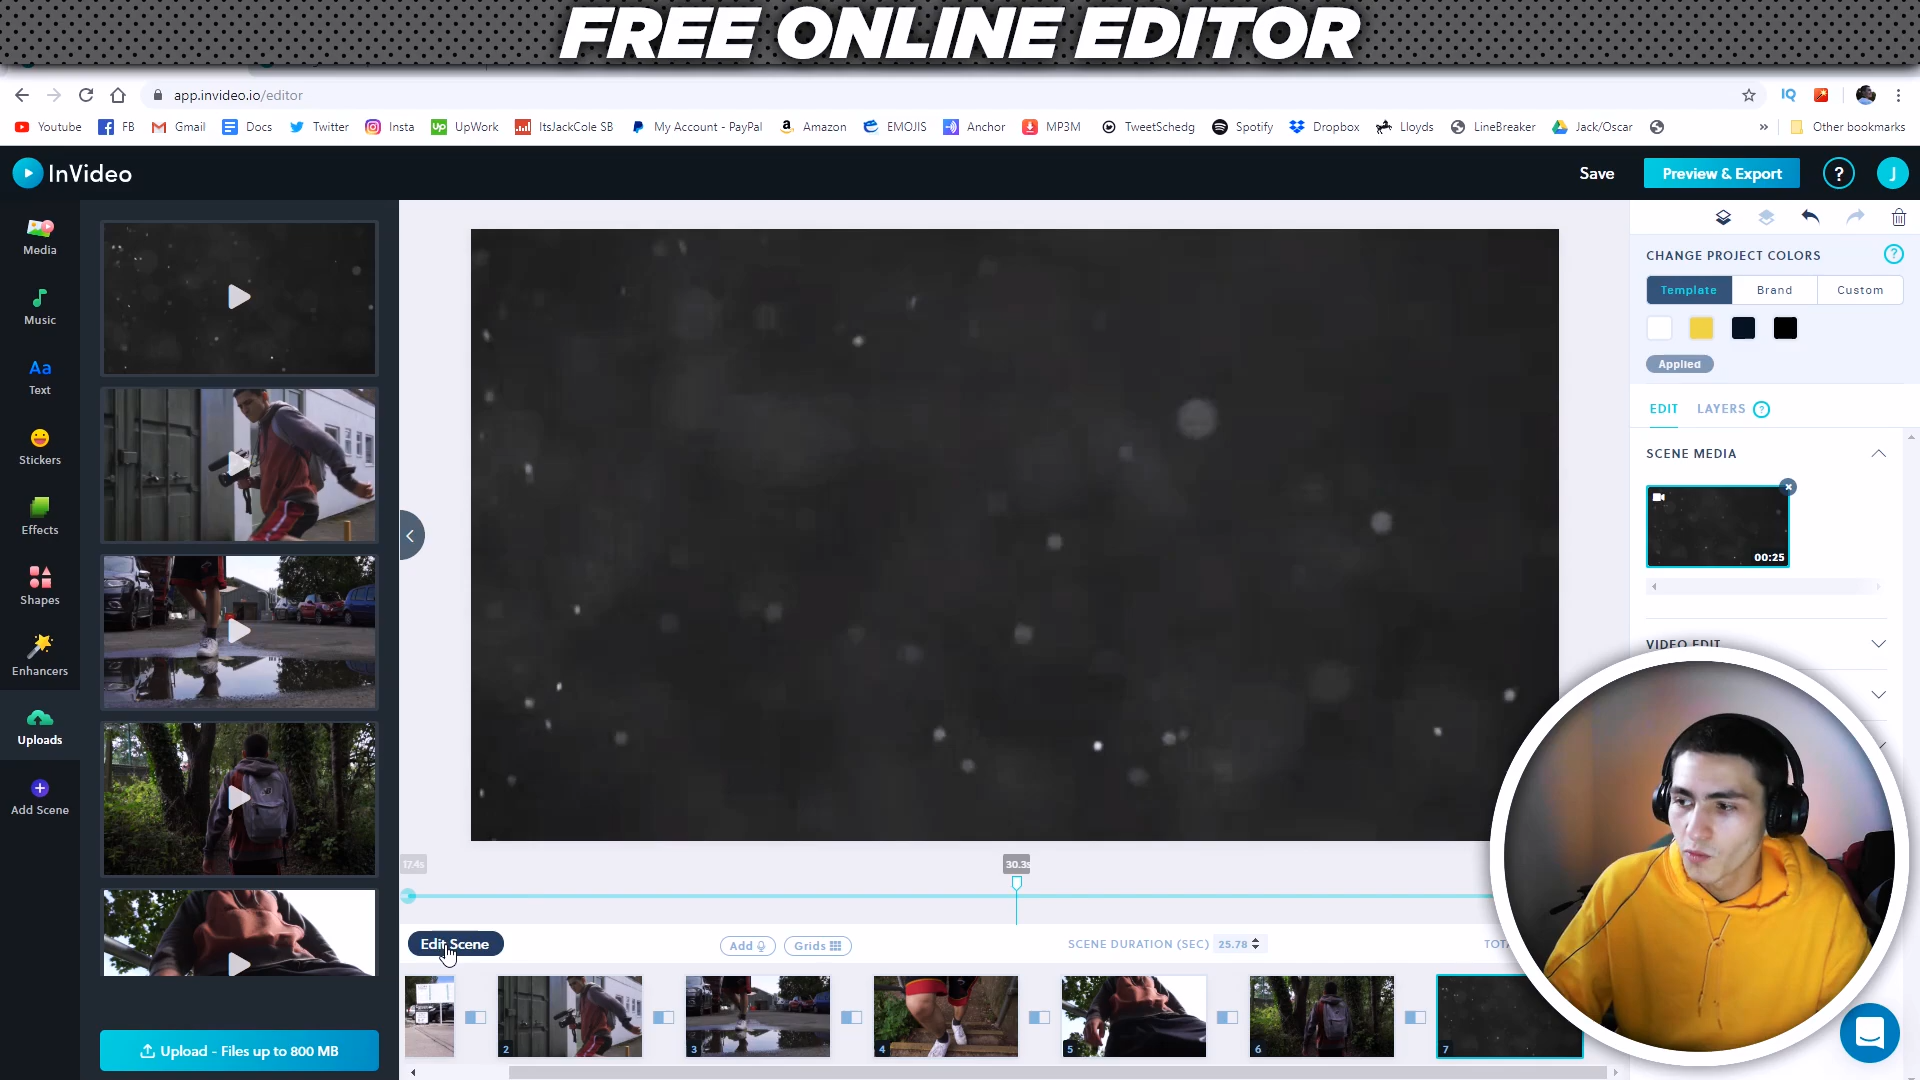 FREE ONLINE EDITOR
app.invideo.io/editor
IQ
Youtube
FB
Gmail
Docs
Twitter
Insta
Up UpWork
ItsJackCole SB
My Account - PayPal
Amazon
EMOJIS
Anchor
MP3M
TweetSchedg
Spotify
Dropbox
Lloyds
LineBreaker
Jack/Oscar
»
Other bookmarks
InVideo
Save
Preview & Export
?
J
Media
Music
Aa
Text
Stickers
Effects
Shapes
Enhancers
Uploads
Add Scene
Upload - Files up to 800 MB
CHANGE PROJECT COLORS
?
Template
Brand
Custom
Applied
EDIT
LAYERS
?
SCENE MEDIA
00:25
VIDEO EDIT
17.4s
30.3s
Edit Scene
Add
Grids
SCENE DURATION (SEC) 25.78
2
3
4
5
6
7